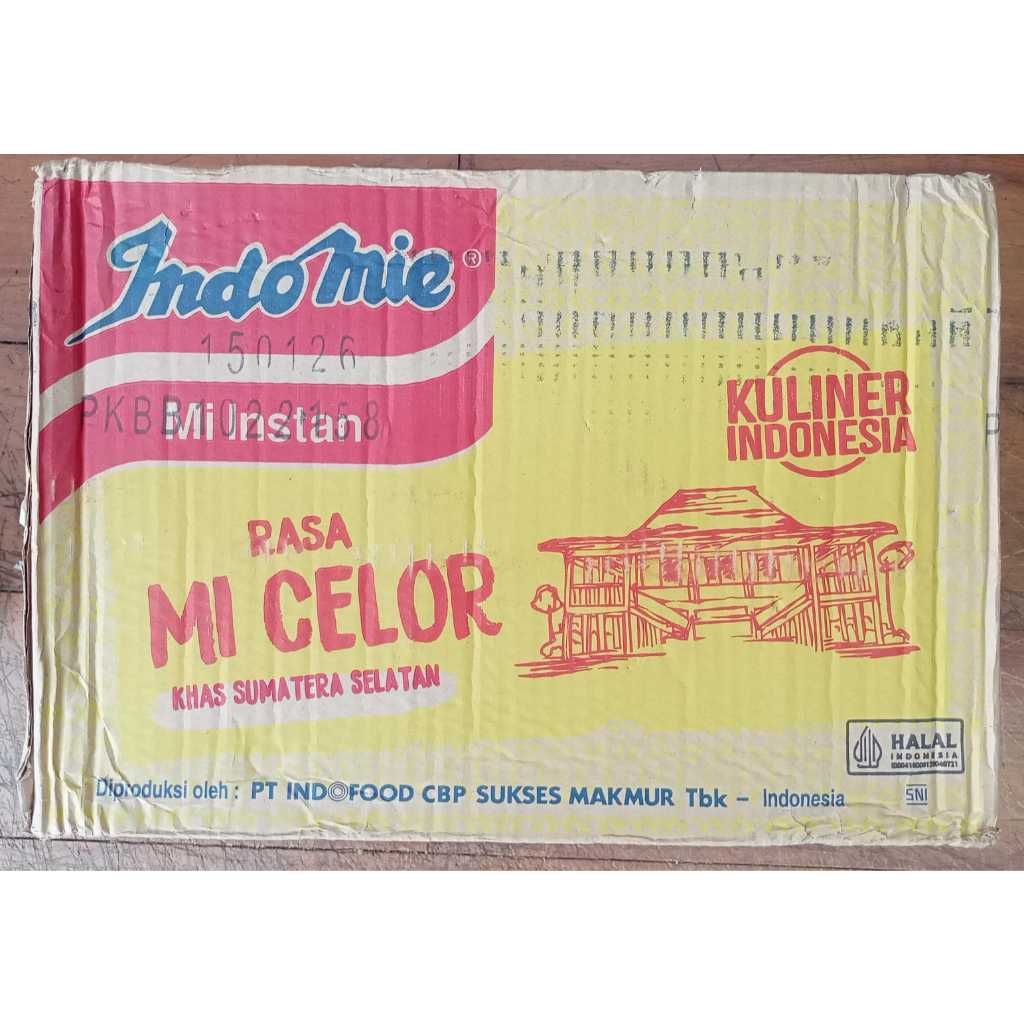 Indomie ®
150126
Mi Instan
KULINER
INDONESIA
RASA
MI CELOR
KHAS SUMATERA SELATAN
HALAL
INDONESIA
Diproduksi oleh : PT INDOFOOD CBP SUKSES MAKMUR Tbk – Indonesia
SNI